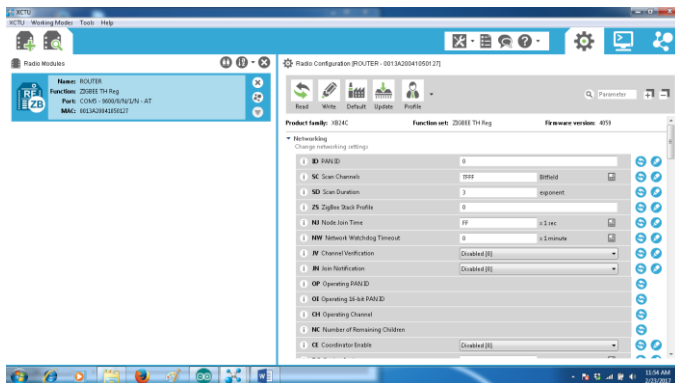 XCTU
XCTU Working Modes Tools Help
Radio Modules
Name: ROUTER
Function: ZIGBEE TH Reg
Port: COM5 - 9600/8/N/1/N - AT
MAC: 0013A20041050127
RE
ZB
Radio Configuration [ROUTER - 0013A20041050127]
Read Write Default Update Profile
Parameter
Product family: XB24C Function set: ZIGBEE TH Reg Firmware version: 4059
Networking
Change networking settings
ID PAN ID 0
SC Scan Channels 7FFF Bitfield
SD Scan Duration 3 exponent
ZS ZigBee Stack Profile 0
NJ Node Join Time FF x 1 sec
NW Network Watchdog Timeout 0 x 1 minute
JV Channel Verification Disabled [0]
JN Join Notification Disabled [0]
OP Operating PAN ID
OI Operating 16-bit PAN ID
CH Operating Channel
NC Number of Remaining Children
CE Coordinator Enable Disabled [0]
11:54 AM
2/23/2017